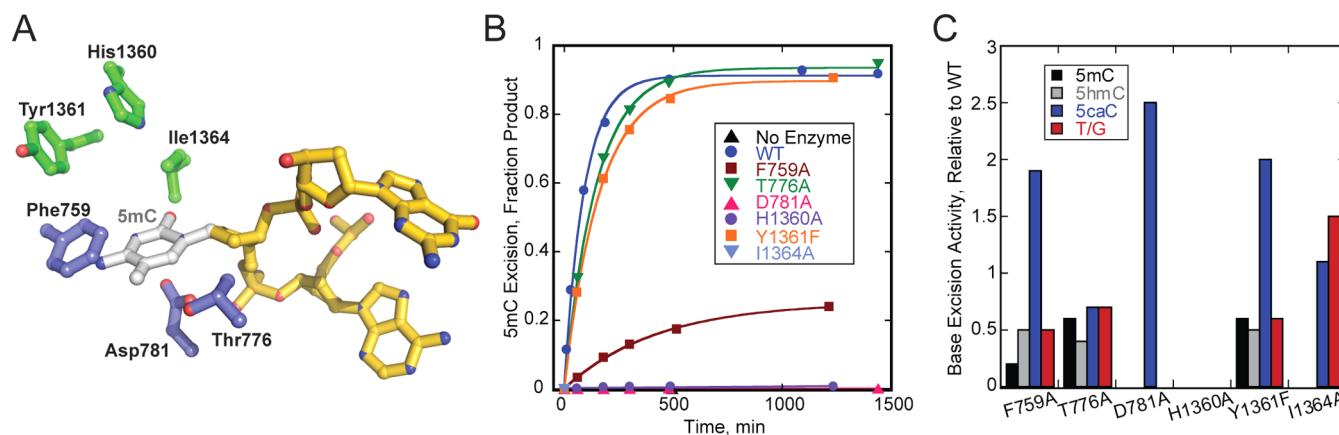 A
His1360
Tyr1361
Ile1364
Phe759
5mC
Asp781
Thr776
B
5mC Excision, Fraction Product
1
0.8
0.6
0.4
0.2
0
0
500
1000
1500
Time, min
No Enzyme
WT
F759A
T776A
D781A
H1360A
Y1361F
I1364A
C
Base Excision Activity, Relative to WT
3
2.5
2
1.5
1
0.5
0
5mC
5hmC
5caC
T/G
F759A
T776A
D781A
H1360A
Y1361F
I1364A